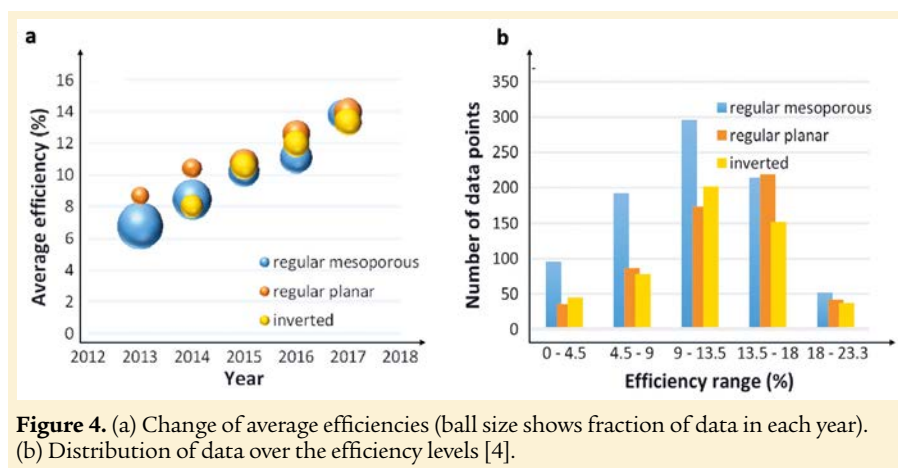 a
Average efficiency (%)
16
14
12
10
8
6
4
2
0
regular mesoporous
regular planar
inverted
2012 2013 2014 2015 2016 2017 2018
Year
b
Number of data points
350
300
250
200
150
100
50
0
regular mesoporous
regular planar
inverted
0 - 4.5 4.5 - 9 9 - 13.5 13.5 - 18 18 - 23.3
Efficiency range (%)
Figure 4. (a) Change of average efficiencies (ball size shows fraction of data in each year).
(b) Distribution of data over the efficiency levels [4].